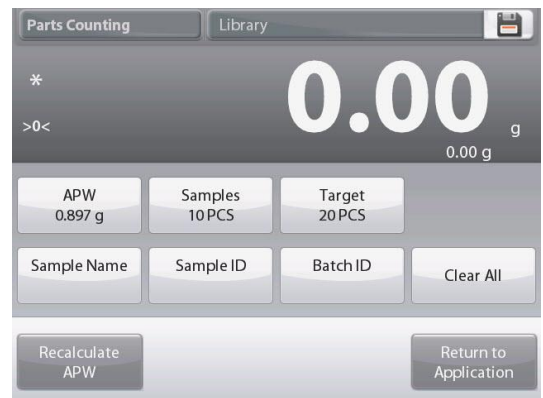 Parts Counting
Library
*
0.00
>0<
g
0.00 g
APW
0.897 g
Samples
10 PCS
Target
20 PCS
Sample Name
Sample ID
Batch ID
Clear All
Recalculate
APW
Return to
Application